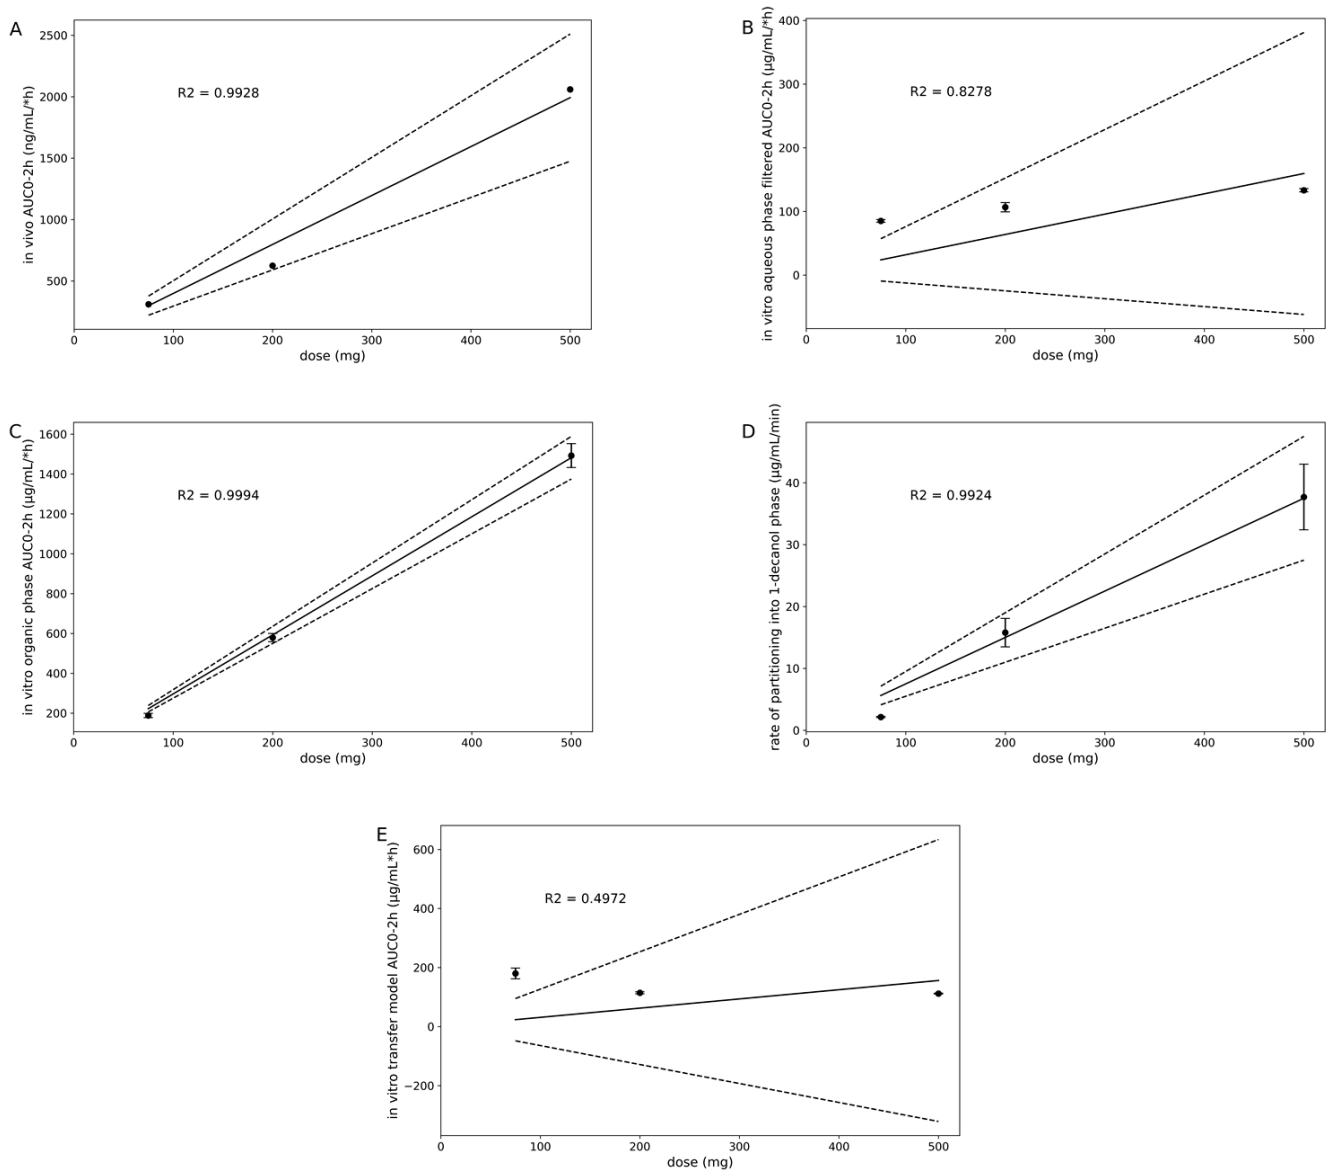 A
in vivo AUC0-2h (ng/mL/*h)
2500
2000
1500
1000
500
R2 = 0.9928
0 100 200 300 400 500
dose (mg)
B
in vitro aqueous phase filtered AUC0-2h (μg/mL/*h)
400
300
200
100
0
R2 = 0.8278
0 100 200 300 400 500
dose (mg)
C
in vitro organic phase AUC0-2h (μg/mL/*h)
1600
1400
1200
1000
800
600
400
200
R2 = 0.9994
0 100 200 300 400 500
dose (mg)
D
rate of partitioning into 1-decanol phase (μg/mL/min)
40
30
20
10
0
R2 = 0.9924
0 100 200 300 400 500
dose (mg)
E
in vitro transfer model AUC0-2h (μg/mL*h)
600
400
200
0
−200
R2 = 0.4972
0 100 200 300 400 500
dose (mg)